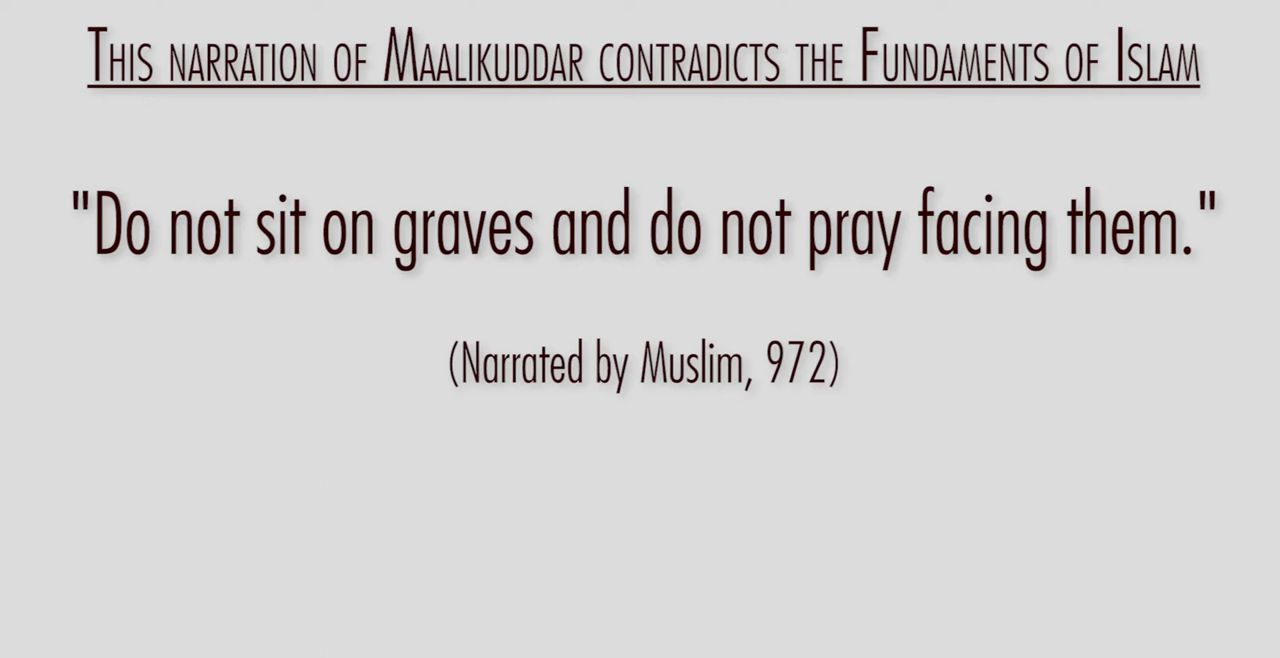 This narration of Maalikuddar contradicts the Fundaments of Islam
"Do not sit on graves and do not pray facing them."
(Narrated by Muslim, 972)